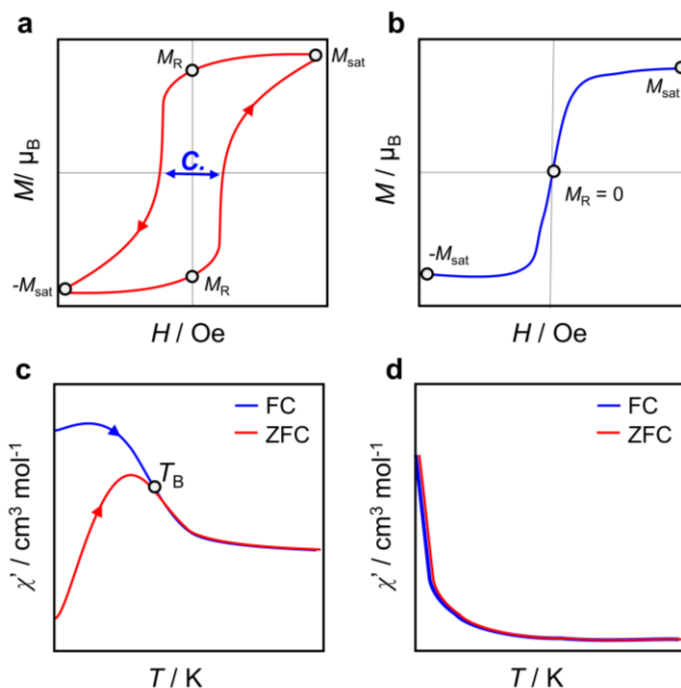 a
M_R
M_sat
C.
M/ μ_B
-M_sat
M_R
H / Oe
b
M_sat
M/ μ_B
M_R = 0
-M_sat
H / Oe
c
FC
ZFC
T_B
χ' / cm³ mol⁻¹
T / K
d
FC
ZFC
χ' / cm³ mol⁻¹
T / K